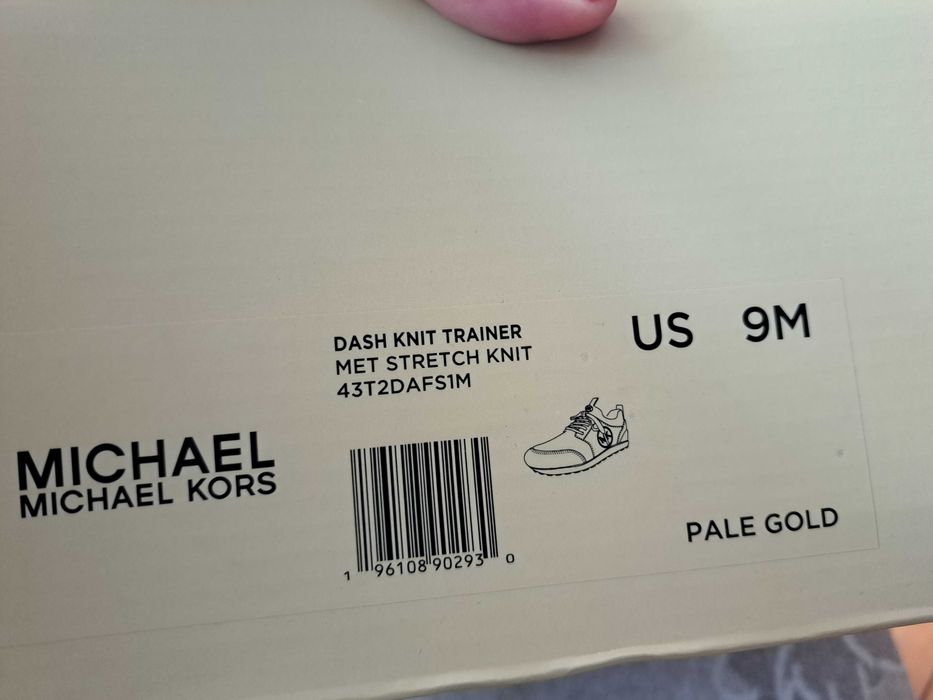 DASH KNIT TRAINER
MET STRETCH KNIT
43T2DAFS1M
US 9M
MICHAEL
MICHAEL KORS
1 96108 90293 0
PALE GOLD